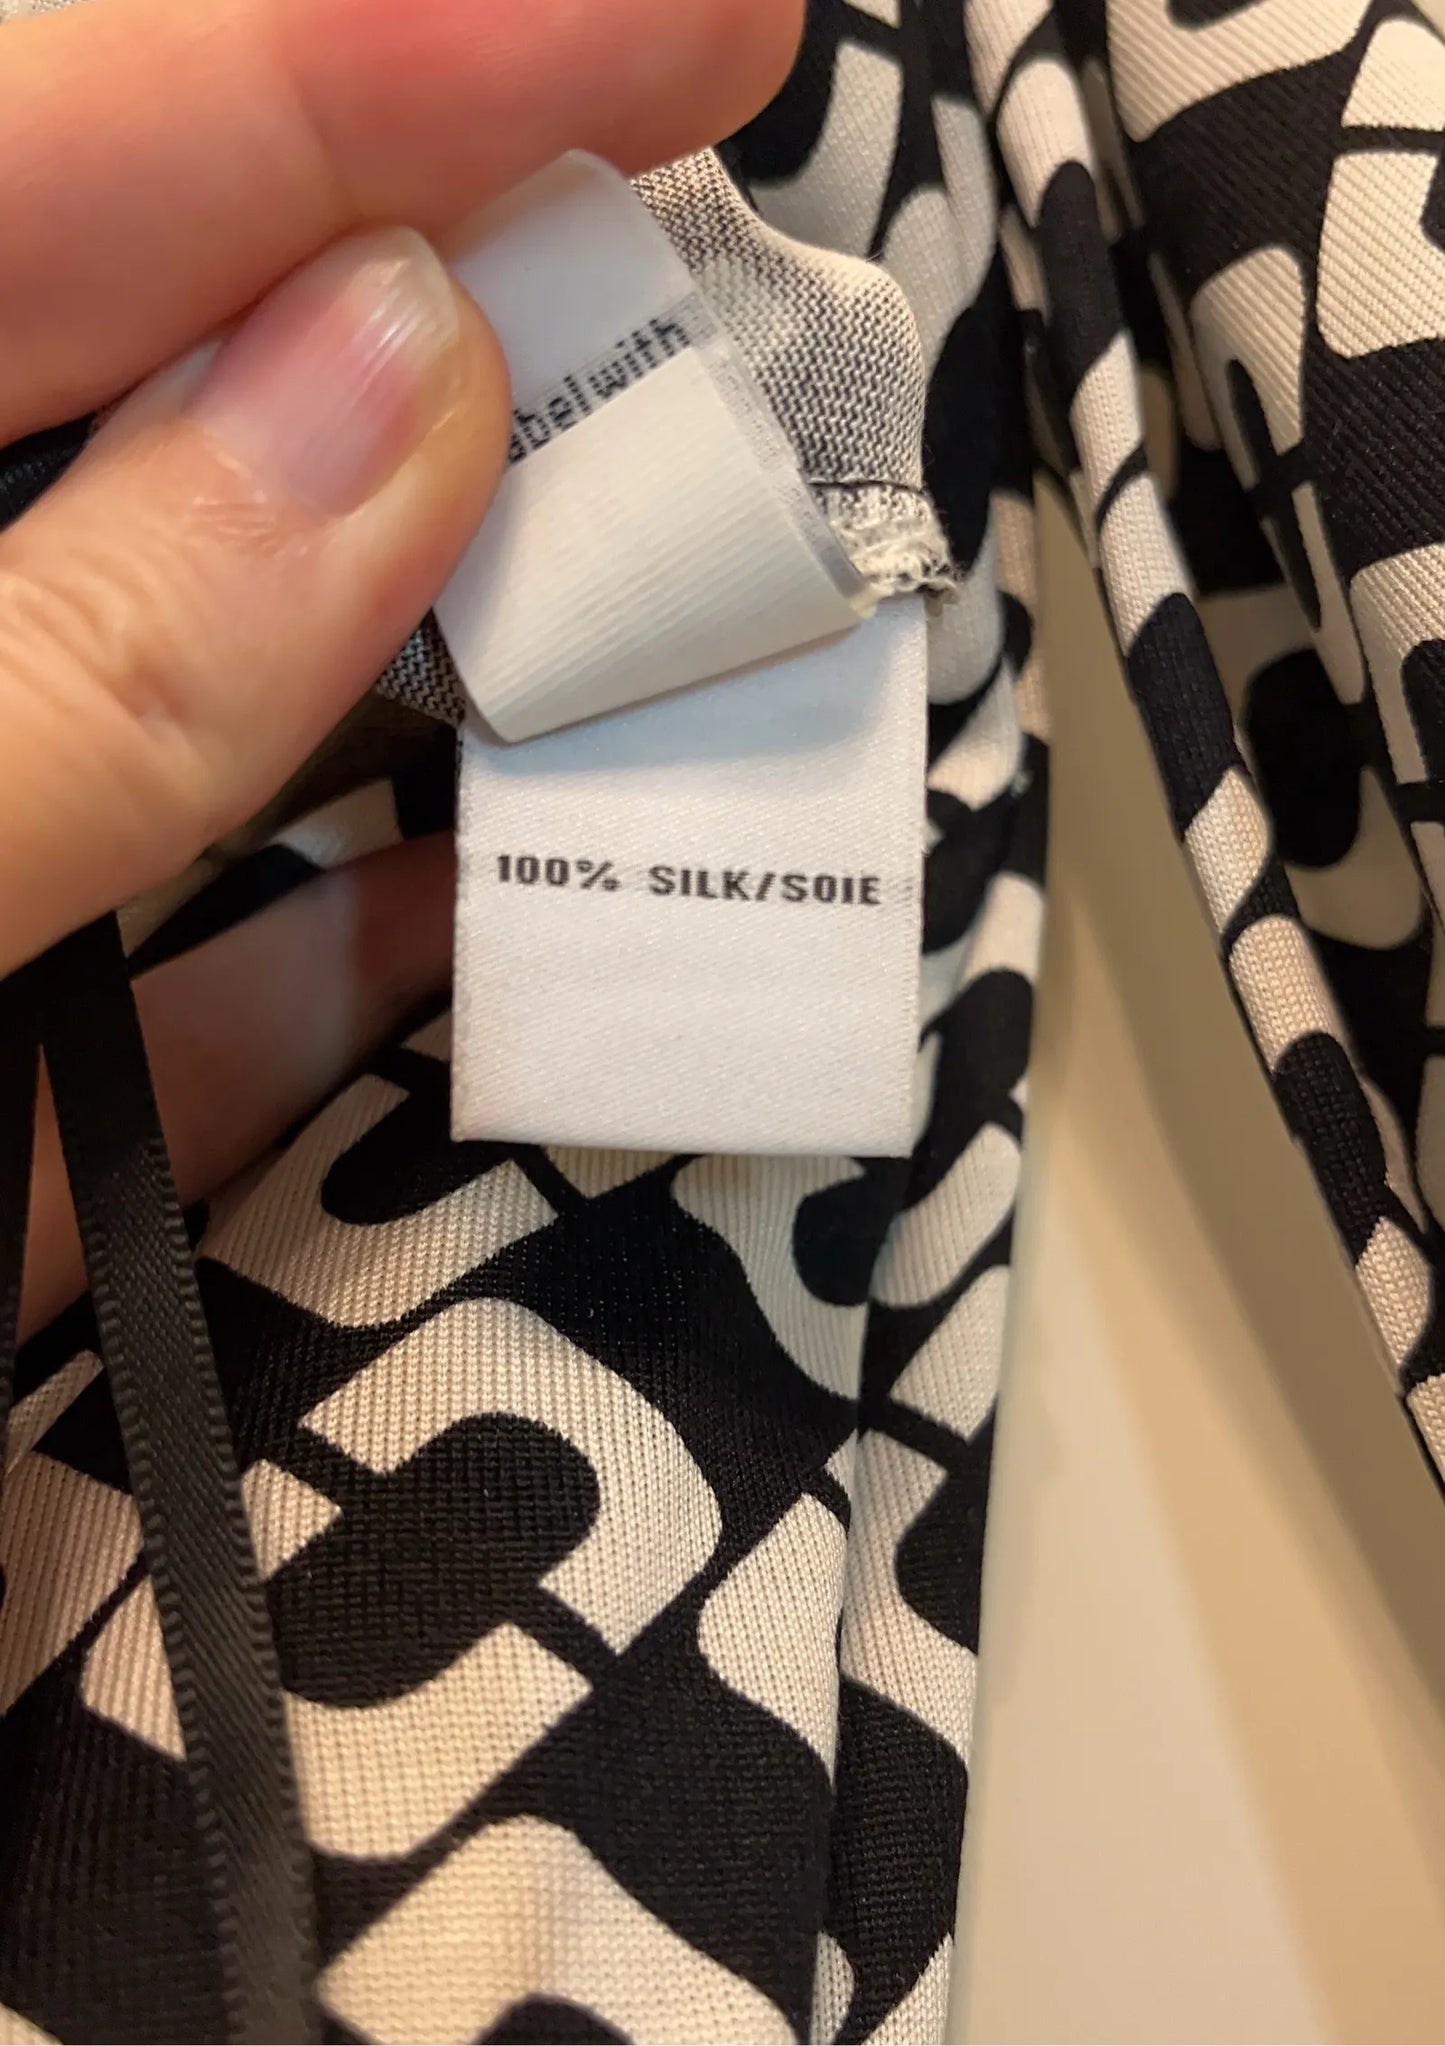 abel with
100% SILK/SOIE